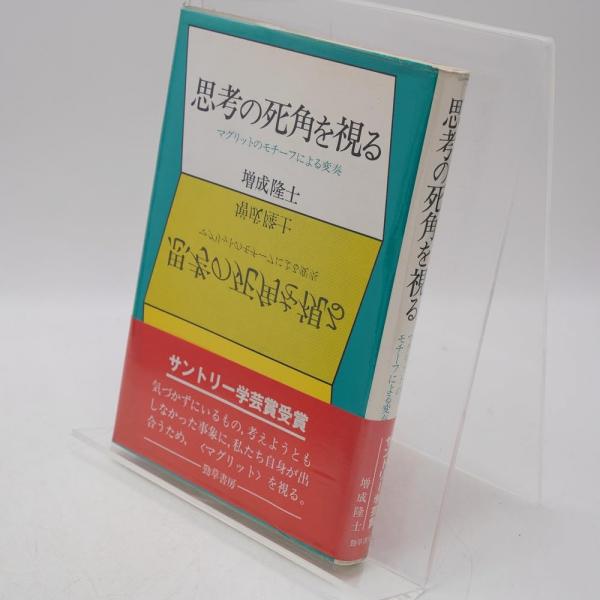 思考の死角を視る
マグリットのモチーフによる変奏
増成隆士
増成隆士
マグリットのモチーフによる変奏
思考の死角を視る
サントリー学芸賞受賞
気づかずにいるもの，考えようとも
しなかった事象に，私たち自身が出
合うため，〈マグリット〉を視る。
勁草書房
思考の死角を視る
モチーフによる変奏
増成隆士
勁草書房